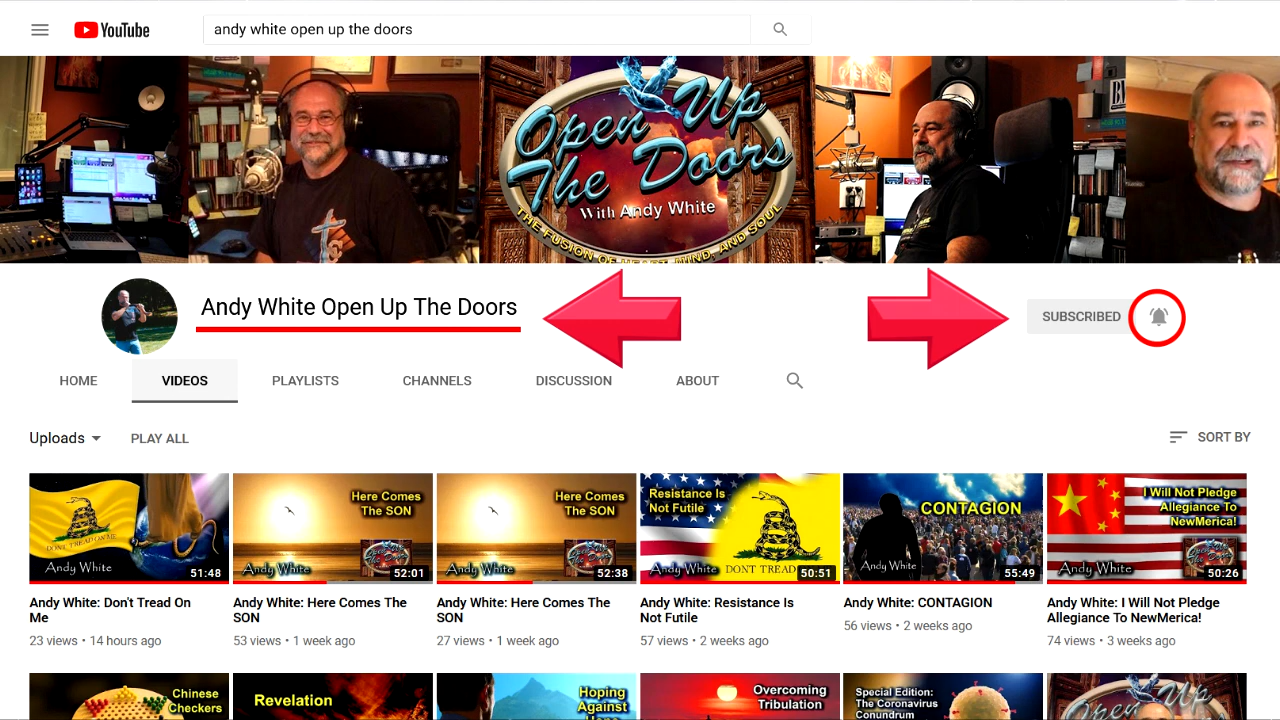 YouTube
andy white open up the doors
Open Up
The Doors
With Andy White
THE FUSION OF HEART, MIND, AND SOUL
Andy White Open Up The Doors
SUBSCRIBED
HOME
VIDEOS
PLAYLISTS
CHANNELS
DISCUSSION
ABOUT
Uploads
PLAY ALL
SORT BY
DONT TREAD ON ME
Andy White
51:48
Here Comes
The SON
Andy White
52:01
Here Comes
The SON
Andy White
52:38
Resistance Is
Not Futile
Andy White
DONT TREAD
50:51
CONTAGION
Andy White
55:49
I Will Not Pledge
Allegiance To
NewMerica!
Andy White
50:26
Andy White: Don't Tread On
Me
23 views • 14 hours ago
Andy White: Here Comes The
SON
53 views • 1 week ago
Andy White: Here Comes The
SON
27 views • 1 week ago
Andy White: Resistance Is
Not Futile
57 views • 2 weeks ago
Andy White: CONTAGION
56 views • 2 weeks ago
Andy White: I Will Not Pledge
Allegiance To NewMerica!
74 views • 3 weeks ago
Chinese
Checkers
Revelation
Hoping
Against
Overcoming
Tribulation
Special Edition:
The Coronavirus
Conundrum
Open Up